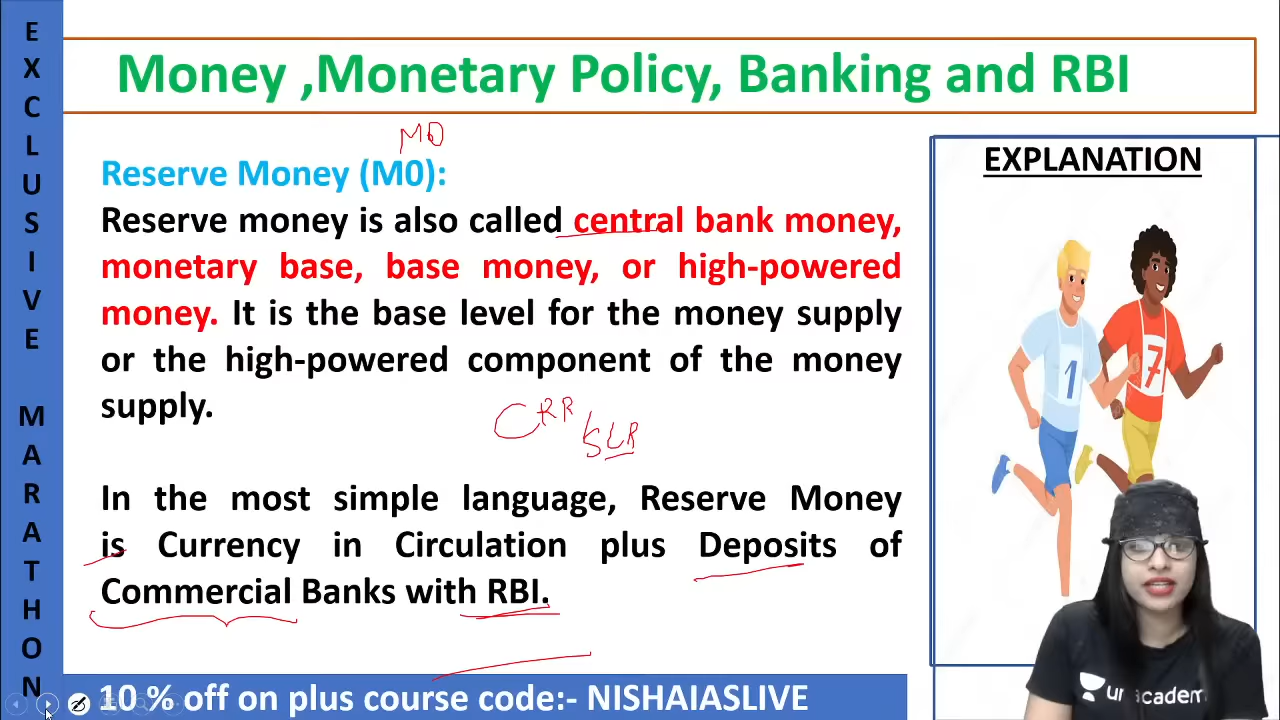 EXCLUSIVE MARATHON
Money ,Monetary Policy, Banking and RBI
M0
Reserve Money (M0):
Reserve money is also called central bank money,
monetary base, base money, or high-powered
money. It is the base level for the money supply
or the high-powered component of the money
supply.
CRR
SLR
In the most simple language, Reserve Money
is Currency in Circulation plus Deposits of
Commercial Banks with RBI.
EXPLANATION
1
7
unacademy
10 % off on plus course code:- NISHAIASLIVE